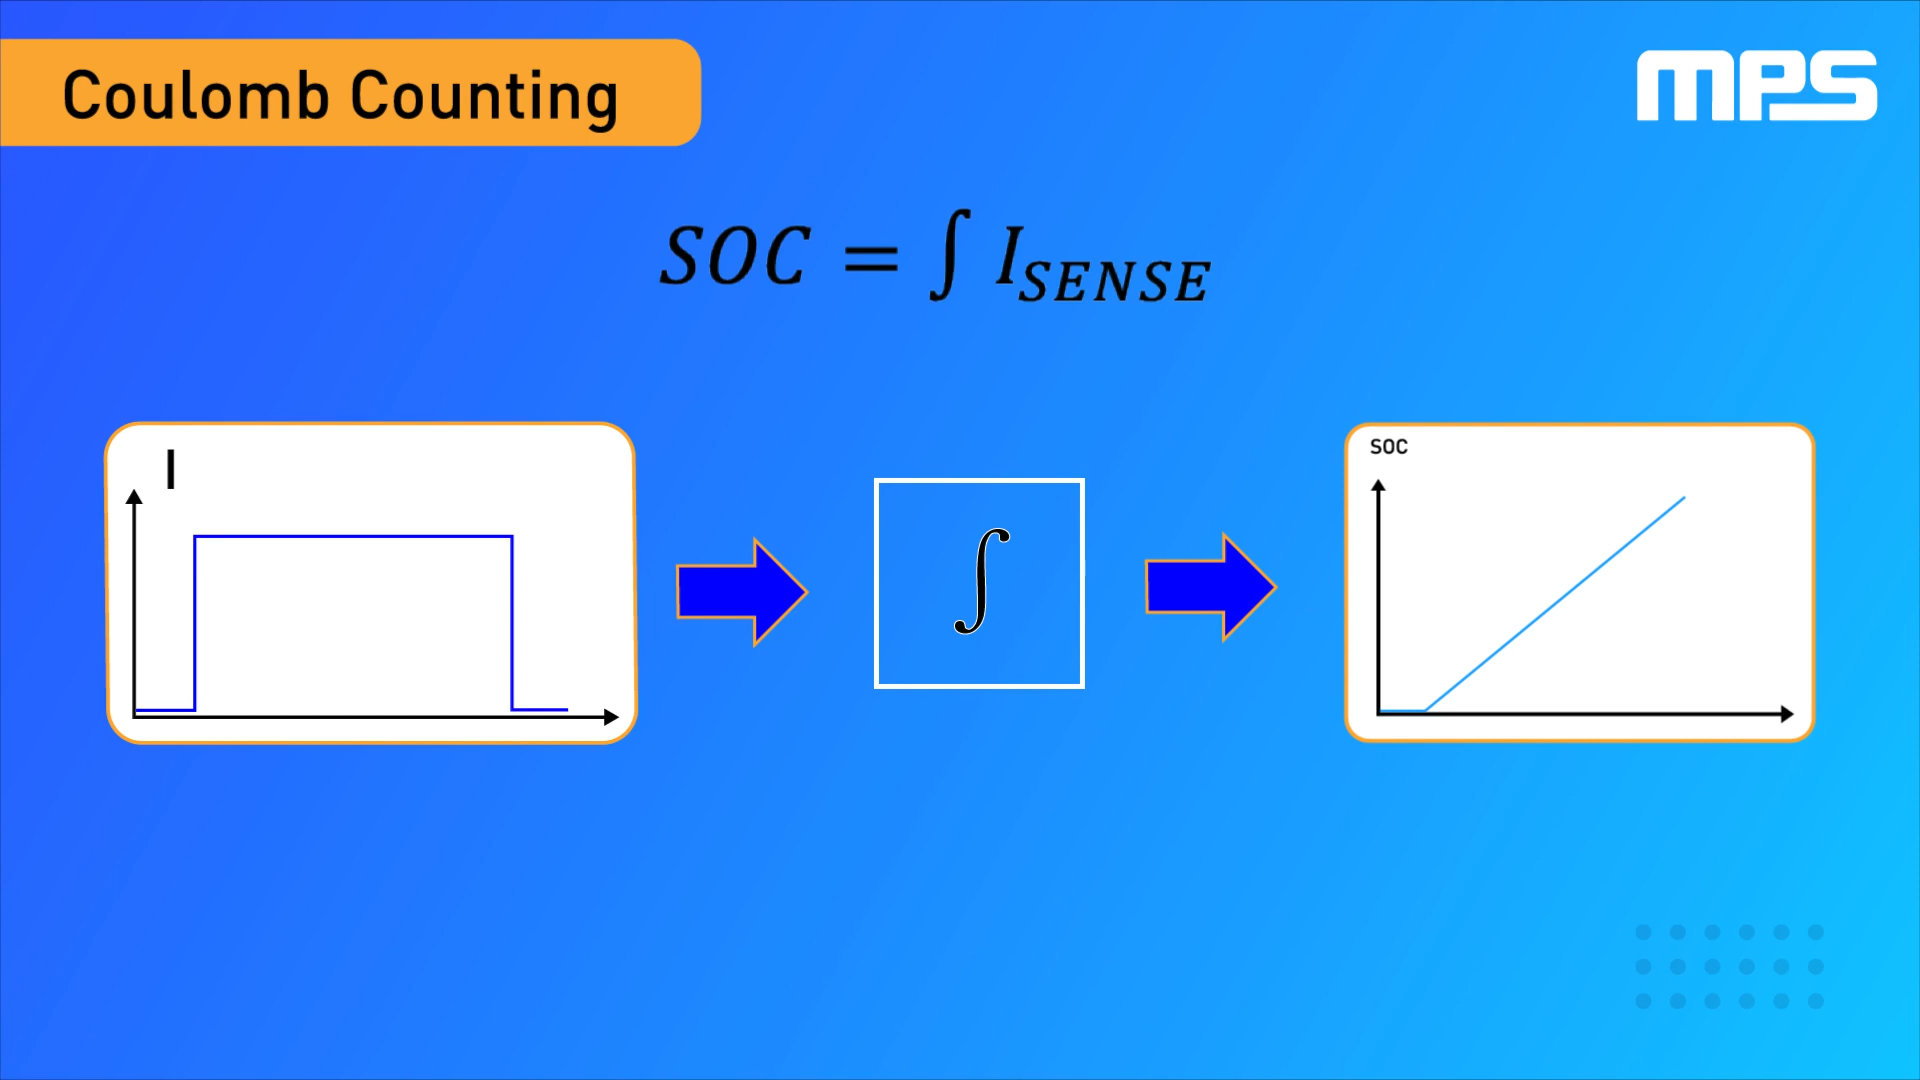 Coulomb Counting
MPS
SOC = ∫ I_SENSE
I
SOC
∫